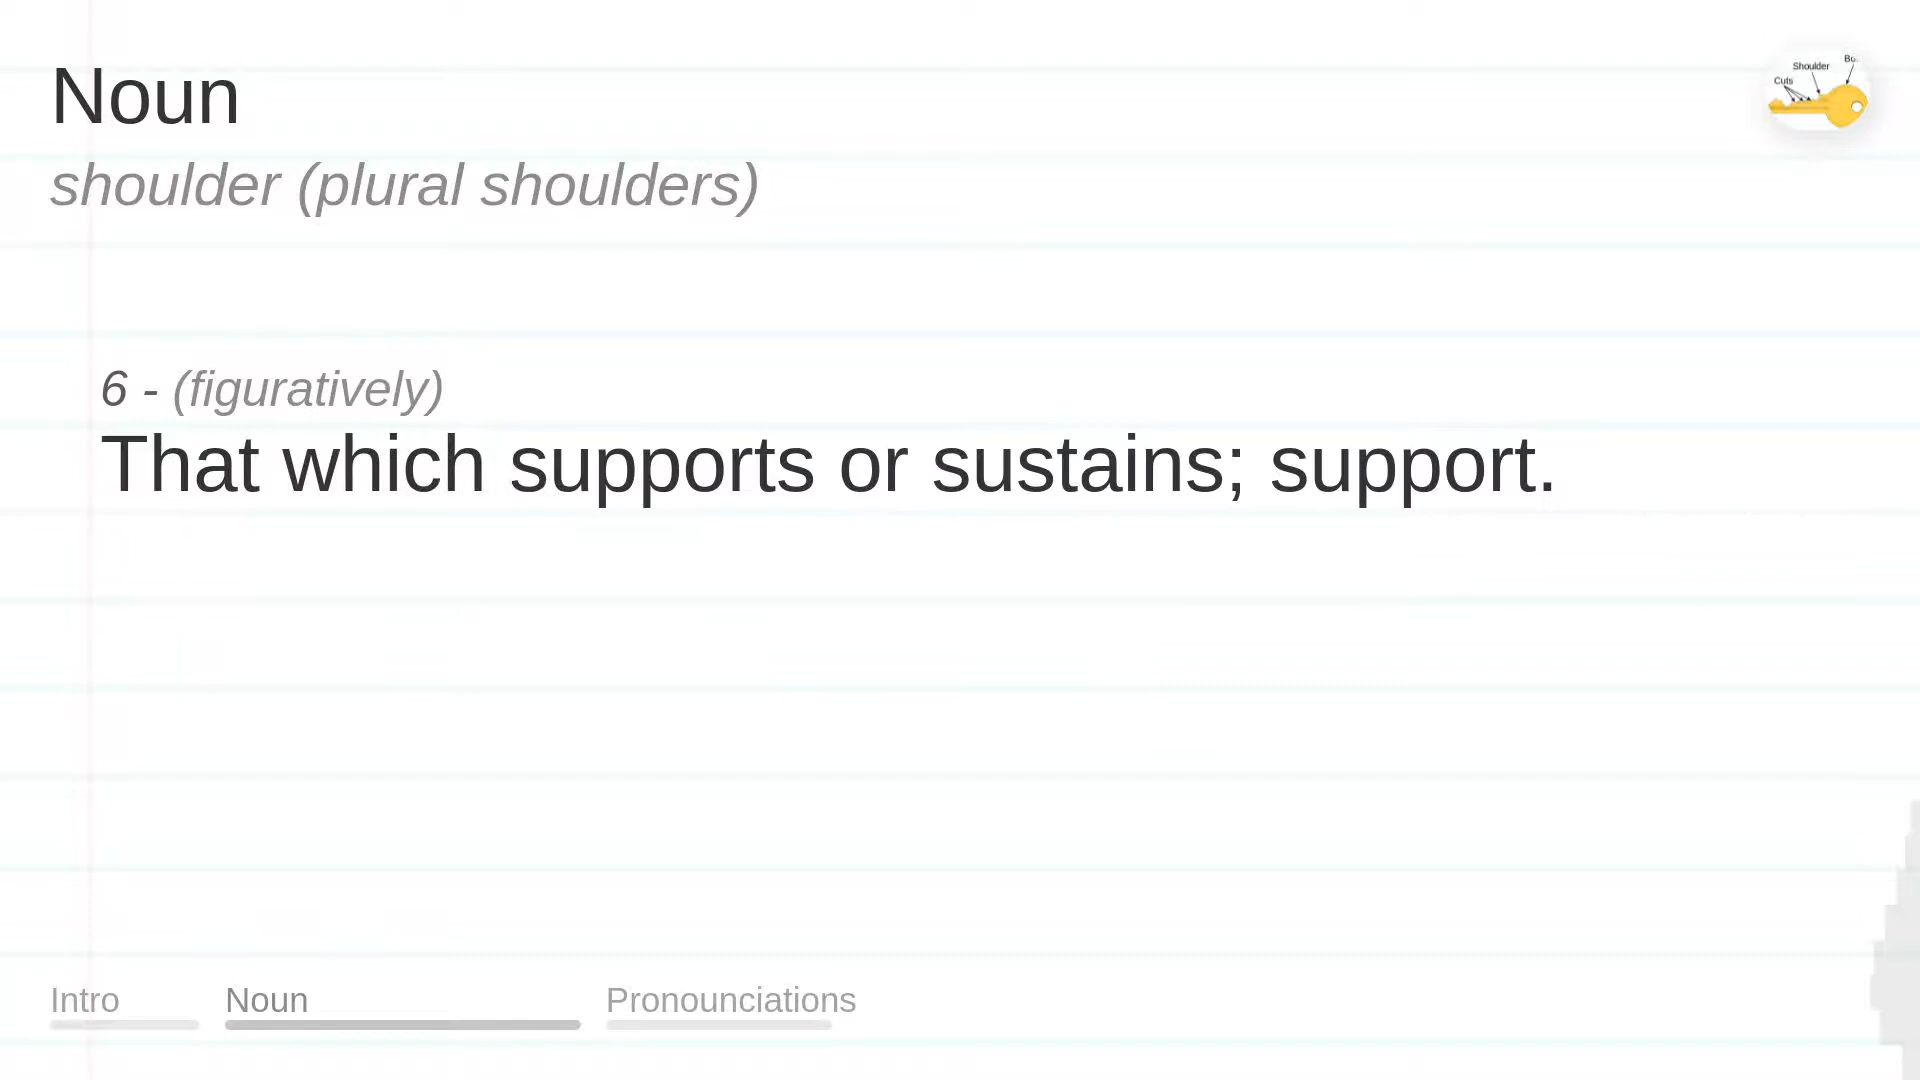 Noun
shoulder (plural shoulders)
Shoulder
Cuts
6 - (figuratively)
That which supports or sustains; support.
Intro
Noun
Pronounciations